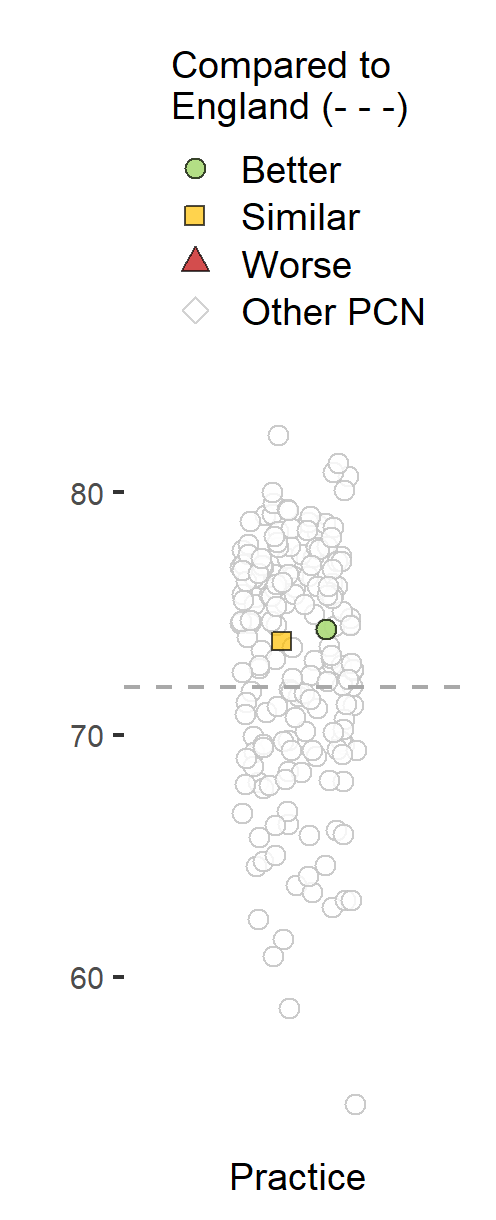 Compared to
England (- - -)
Better
Similar
Worse
Other PCN
80
70
60
Practice